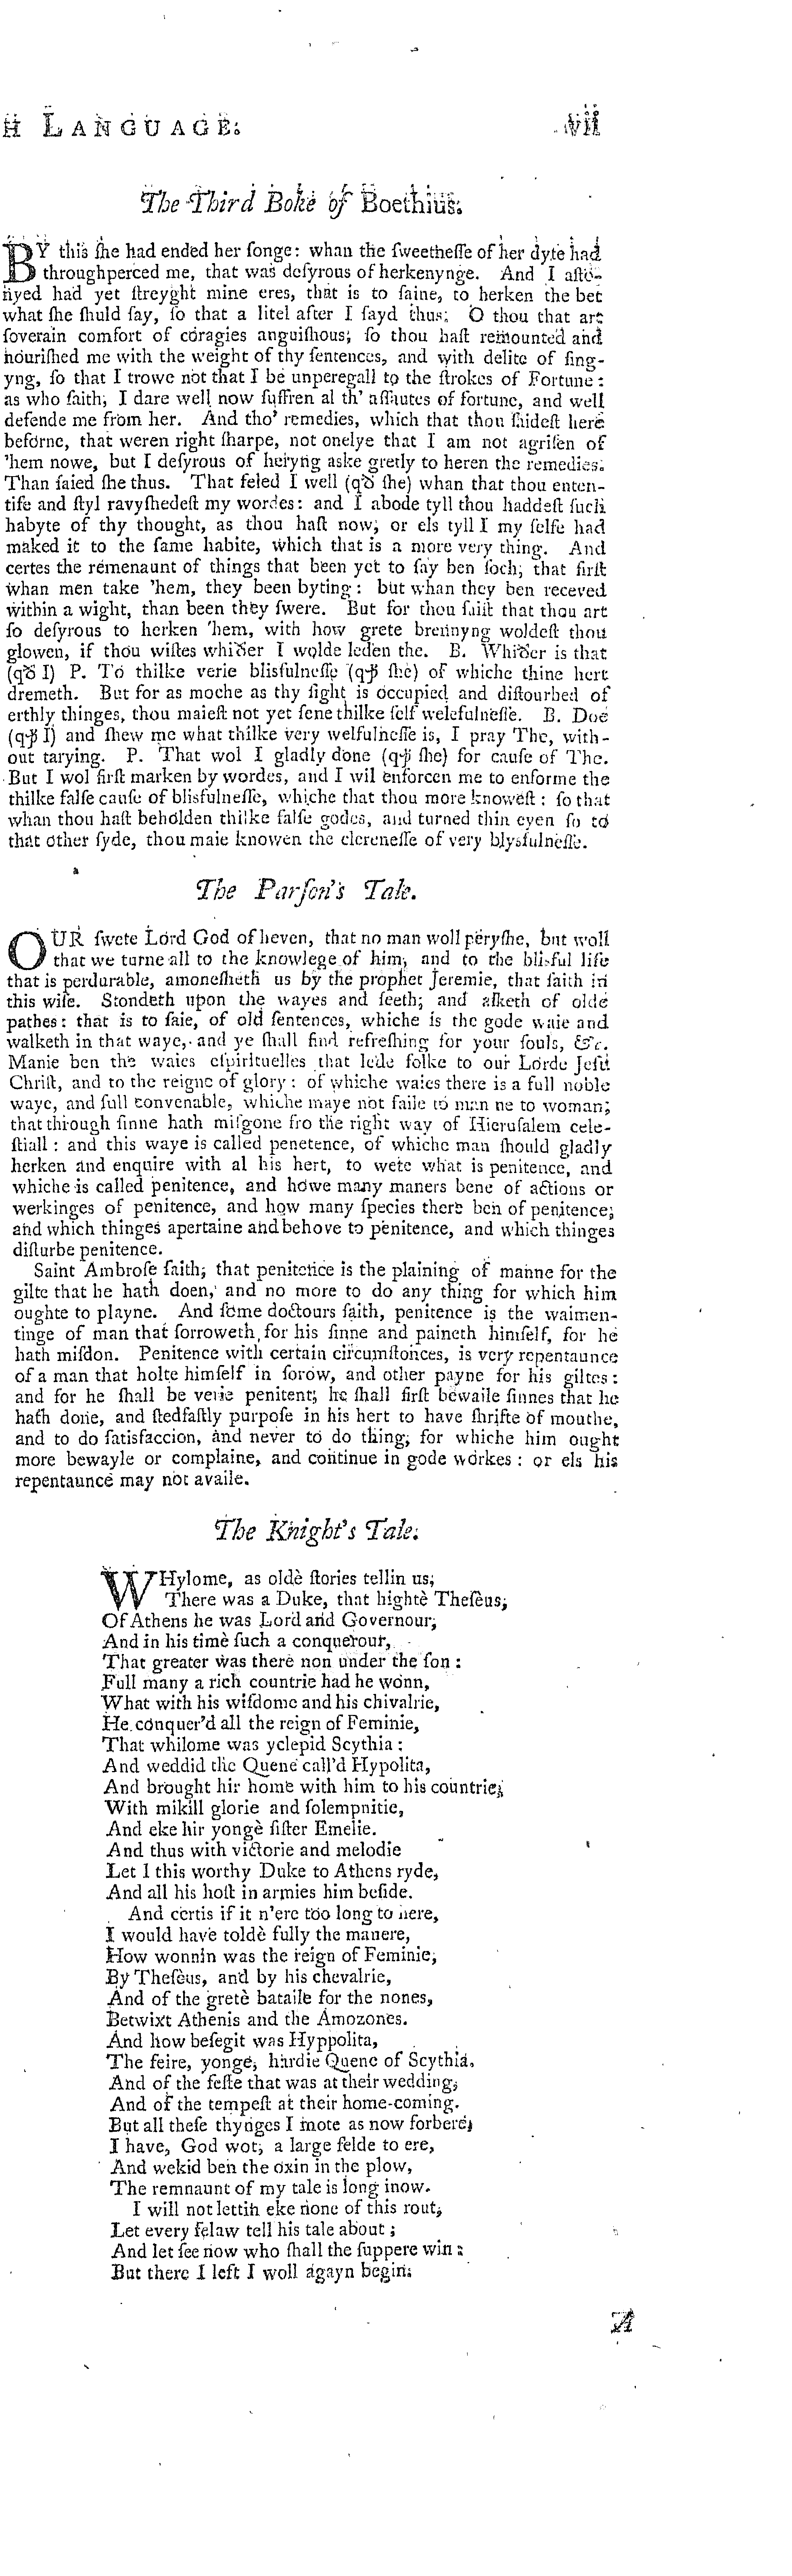 H LANGUAGE. vii
The Third Boke of Boethius.
BY this ſhe had ended her ſonge: whan the ſweetneſſe of her dyte had
throughperced me, that was deſyrous of herkenynge. And I aſto-
nyed had yet ſtreyght mine eres, that is to ſaine, to herken the bet
what ſhe ſhuld ſay, ſo that a litel after I ſayd thus: O thou that art
ſoverain comfort of coragies anguiſhous; ſo thou haſt remounted and
nouriſhed me with the weight of thy ſentences, and with delite of ſing-
yng, ſo that I trowe not that I be unperegall to the ſtrokes of Fortune:
as who ſaith, I dare well now ſuffren al th' aſſautes of fortune, and well
defende me from her. And tho' remedies, which that thou ſaideſt here
beforne, that weren right ſharpe, not onelye that I am not agriſen of
'hem nowe, but I deſyrous of heryng aske gretly to heren the remedies.
Than ſaied ſhe thus. That feled I well (qð ſhe) whan that thou enten-
tife and ſtyl ravyſhedeſt my wordes: and I abode tyll thou haddeſt ſuch
habyte of thy thought, as thou haſt now; or els tyll I my ſelfe had
maked it to the ſame habite, which that is a more very thing. And
certes the remenaunt of things that been yet to ſay ben ſoch, that firſt
whan men take 'hem, they been byting: but whan they ben receved
within a wight, than been they ſwere. But for thou ſaiſt that thou art
ſo deſyrous to herken 'hem, with how grete brennyng woldeſt thou
glowen, if thou wiſtes whiðer I wolde leden the. B. Whiðer is that
(qð I) P. To thilke verie blisfulneſſe (qþ ſhe) of whiche thine hert
dremeth. But for as moche as thy ſight is occupied and diſtourbed of
erthly thinges, thou maieſt not yet ſene thilke ſelf welefulneſſe. B. Doe
(qþ I) and ſhew me what thilke very welfulneſſe is, I pray The, with-
out tarying. P. That wol I gladly done (qþ ſhe) for cauſe of The.
But I wol firſt marken by wordes, and I wil enforcen me to enforme the
thilke falſe cauſe of blisfulneſſe, whiche that thou more knoweſt: ſo that
whan thou haſt beholden thilke falſe godes, and turned thin eyen ſo to
that other ſyde, thou maie knowen the clereneſſe of very blysfulneſſe.
The Parſon's Tale.
OUR ſwete Lord God of heven, that no man woll peryſhe, but woll
that we turne all to the knowlege of him, and to the blisful life
that is perdurable, amoneſheth us by the prophet Jeremie, that ſaith in
this wiſe. Stondeth upon the wayes and ſeeth; and aſketh of olde
pathes: that is to ſaie, of old ſentences, whiche is the gode waie and
walketh in that waye, and ye ſhall find refreſhing for your ſouls, &c.
Manie ben the waies eſpirituelles that lede folke to our Lorde Jeſu
Chriſt, and to the reigne of glory: of whiche waies there is a full noble
waye, and full convenable, whiche maye not faile to man ne to woman;
that through ſinne hath miſgone fro the right way of Hieruſalem cele-
ſtiall: and this waye is called penetence, of whiche man ſhould gladly
herken and enquire with al his hert, to wete what is penitence, and
whiche is called penitence, and howe many maners bene of actions or
werkinges of penitence, and how many ſpecies there ben of penitence;
and which thinges apertaine and behove to penitence, and which thinges
diſturbe penitence.
Saint Ambroſe ſaith; that penitence is the plaining of manne for the
gilte that he hath doen, and no more to do any thing for which him
oughte to playne. And ſome doctours ſaith, penitence is the waimen-
tinge of man that ſorroweth for his ſinne and paineth himſelf, for he
hath miſdon. Penitence with certain circumſtonces, is very repentaunce
of a man that holte himſelf in ſorow, and other payne for his giltes:
and for he ſhall be verie penitent; he ſhall firſt bewaile ſinnes that he
hath done, and ſtedfaſtly purpoſe in his hert to have ſhrifte of mouthe,
and to do ſatisfaccion, and never to do thing, for whiche him ought
more bewayle or complaine, and continue in gode workes: or els his
repentaunce may not availe.
The Knight's Tale.
WHylome, as oldè ſtories tellin us,
There was a Duke, that hightè Theſèus,
Of Athens he was Lord and Governour,
And in his timè ſuch a conquerour,
That greater was there non under the ſon:
Full many a rich countrie had he wonn,
What with his wiſdome and his chivalrie,
He conquer'd all the reign of Feminie,
That whilome was yclepid Scythia:
And weddid the Quene call'd Hypolita,
And brought hir home with him to his countrie,
With mikill glorie and ſolempnitie,
And eke hir yongè ſiſter Emelie.
And thus with victorie and melodie
Let I this worthy Duke to Athens ryde,
And all his hoſt in armies him beſide.
And certis if it n'ere too long to here,
I would have toldè fully the manere,
How wonnin was the reign of Feminie,
By Theſèus, and by his chevalrie,
And of the gretè bataile for the nones,
Betwixt Athenis and the Amozones.
And how beſegit was Hyppolita,
The feire, yonge, hardie Quene of Scythia,
And of the feſte that was at their wedding,
And of the tempeſt at their home-coming.
But all theſe thynges I mote as now forbere,
I have, God wot, a large felde to ere,
And wekid ben the oxin in the plow,
The remnaunt of my tale is long inow.
I will not lettin eke none of this rout,
Let every felaw tell his tale about;
And let ſee now who ſhall the ſuppere win:
But there I left I woll agayn begin.
A